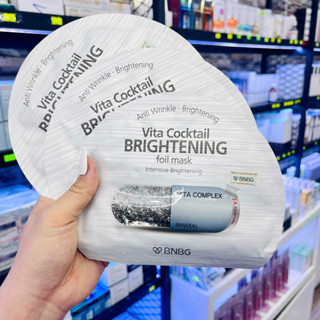 Anti Wrinkle · Brightening
Vita Cocktail
BRIGHTENING
Anti Wrinkle · Brightening
Vita Cocktail
BRIGHTENING
Anti Wrinkle · Brightening
Vita Cocktail
BRIGHTENING
foil mask
Intensive Brightening
VITA COMPLEX
MINERAL
BNBG